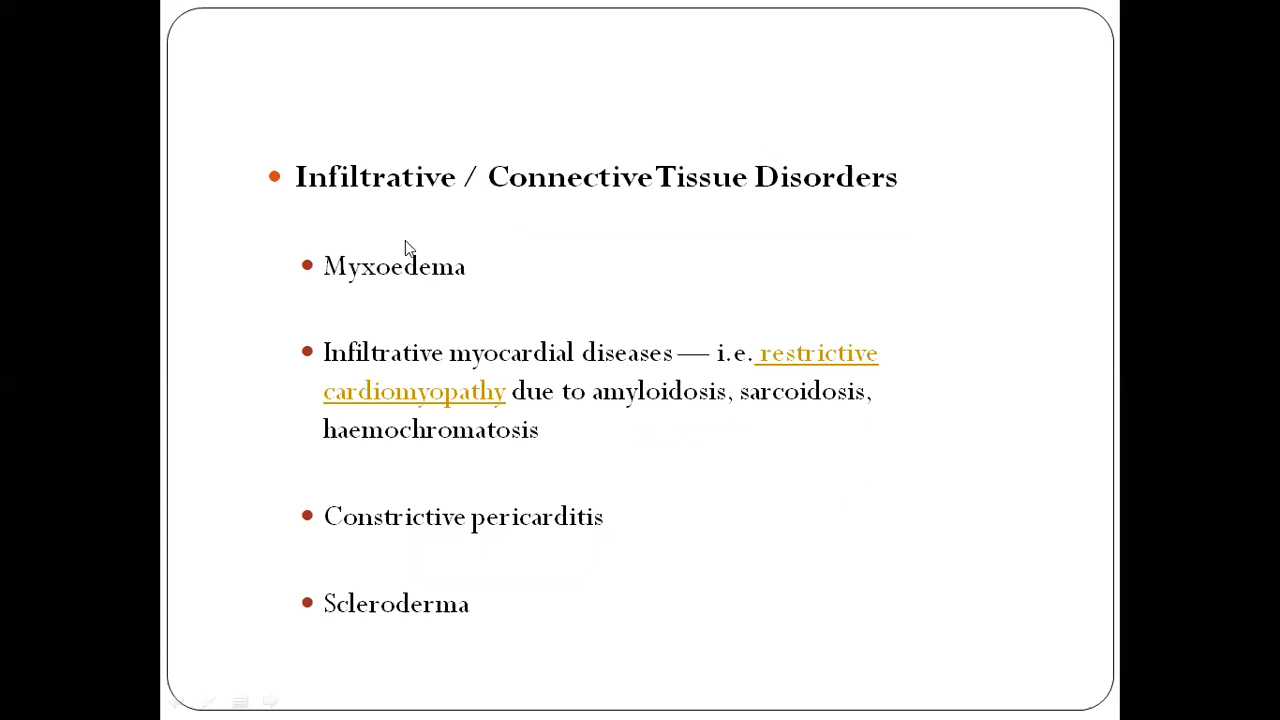 Infiltrative / Connective Tissue Disorders
Myxoedema
Infiltrative myocardial diseases — i.e. restrictive
cardiomyopathy due to amyloidosis, sarcoidosis,
haemochromatosis
Constrictive pericarditis
Scleroderma